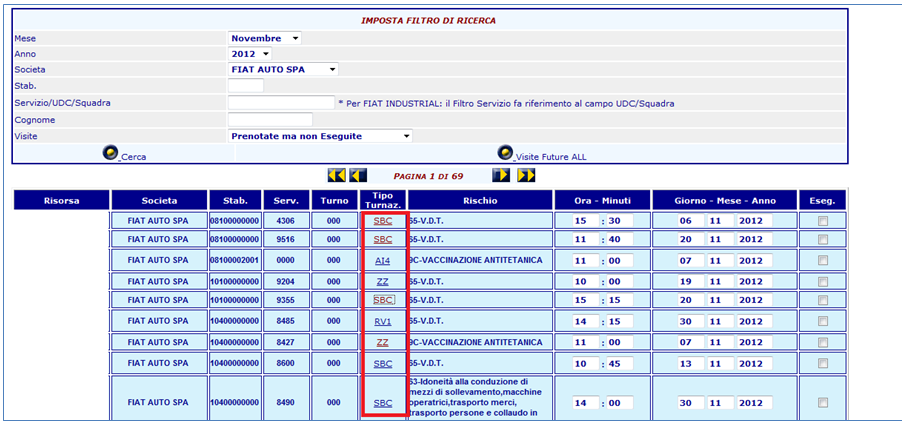 IMPOSTA FILTRO DI RICERCA
Mese Novembre
Anno 2012
Societa FIAT AUTO SPA
Stab.
Servizio/UDC/Squadra * Per FIAT INDUSTRIAL: il Filtro Servizio fa riferimento al campo UDC/Squadra
Cognome
Visite Prenotate ma non Eseguite
Cerca Visite Future ALL
PAGINA 1 DI 69
Risorsa Societa Stab. Serv. Turno Tipo Turnaz. Rischio Ora - Minuti Giorno - Mese - Anno Eseg.
FIAT AUTO SPA 08100000000 4306 000 SBC 65-V.D.T. 15 : 30 06 11 2012
FIAT AUTO SPA 08100000000 9516 000 SBC 65-V.D.T. 11 : 40 20 11 2012
FIAT AUTO SPA 08100002001 0000 000 AI4 9C-VACCINAZIONE ANTITETANICA 11 : 00 07 11 2012
FIAT AUTO SPA 10100000000 9204 000 ZZ 65-V.D.T. 10 : 00 19 11 2012
FIAT AUTO SPA 10100000000 9355 000 SBC 65-V.D.T. 15 : 15 20 11 2012
FIAT AUTO SPA 10400000000 8485 000 RV1 65-V.D.T. 14 : 15 30 11 2012
FIAT AUTO SPA 10400000000 8427 000 ZZ 9C-VACCINAZIONE ANTITETANICA 11 : 00 07 11 2012
FIAT AUTO SPA 10400000000 8600 000 SBC 65-V.D.T. 10 : 45 13 11 2012
FIAT AUTO SPA 10400000000 8490 000 SBC 63-Idoneità alla conduzione di 14 : 00 30 11 2012
mezzi di sollevamento,macchine
operatrici,trasporto merci,
trasporto persone e collaudo in